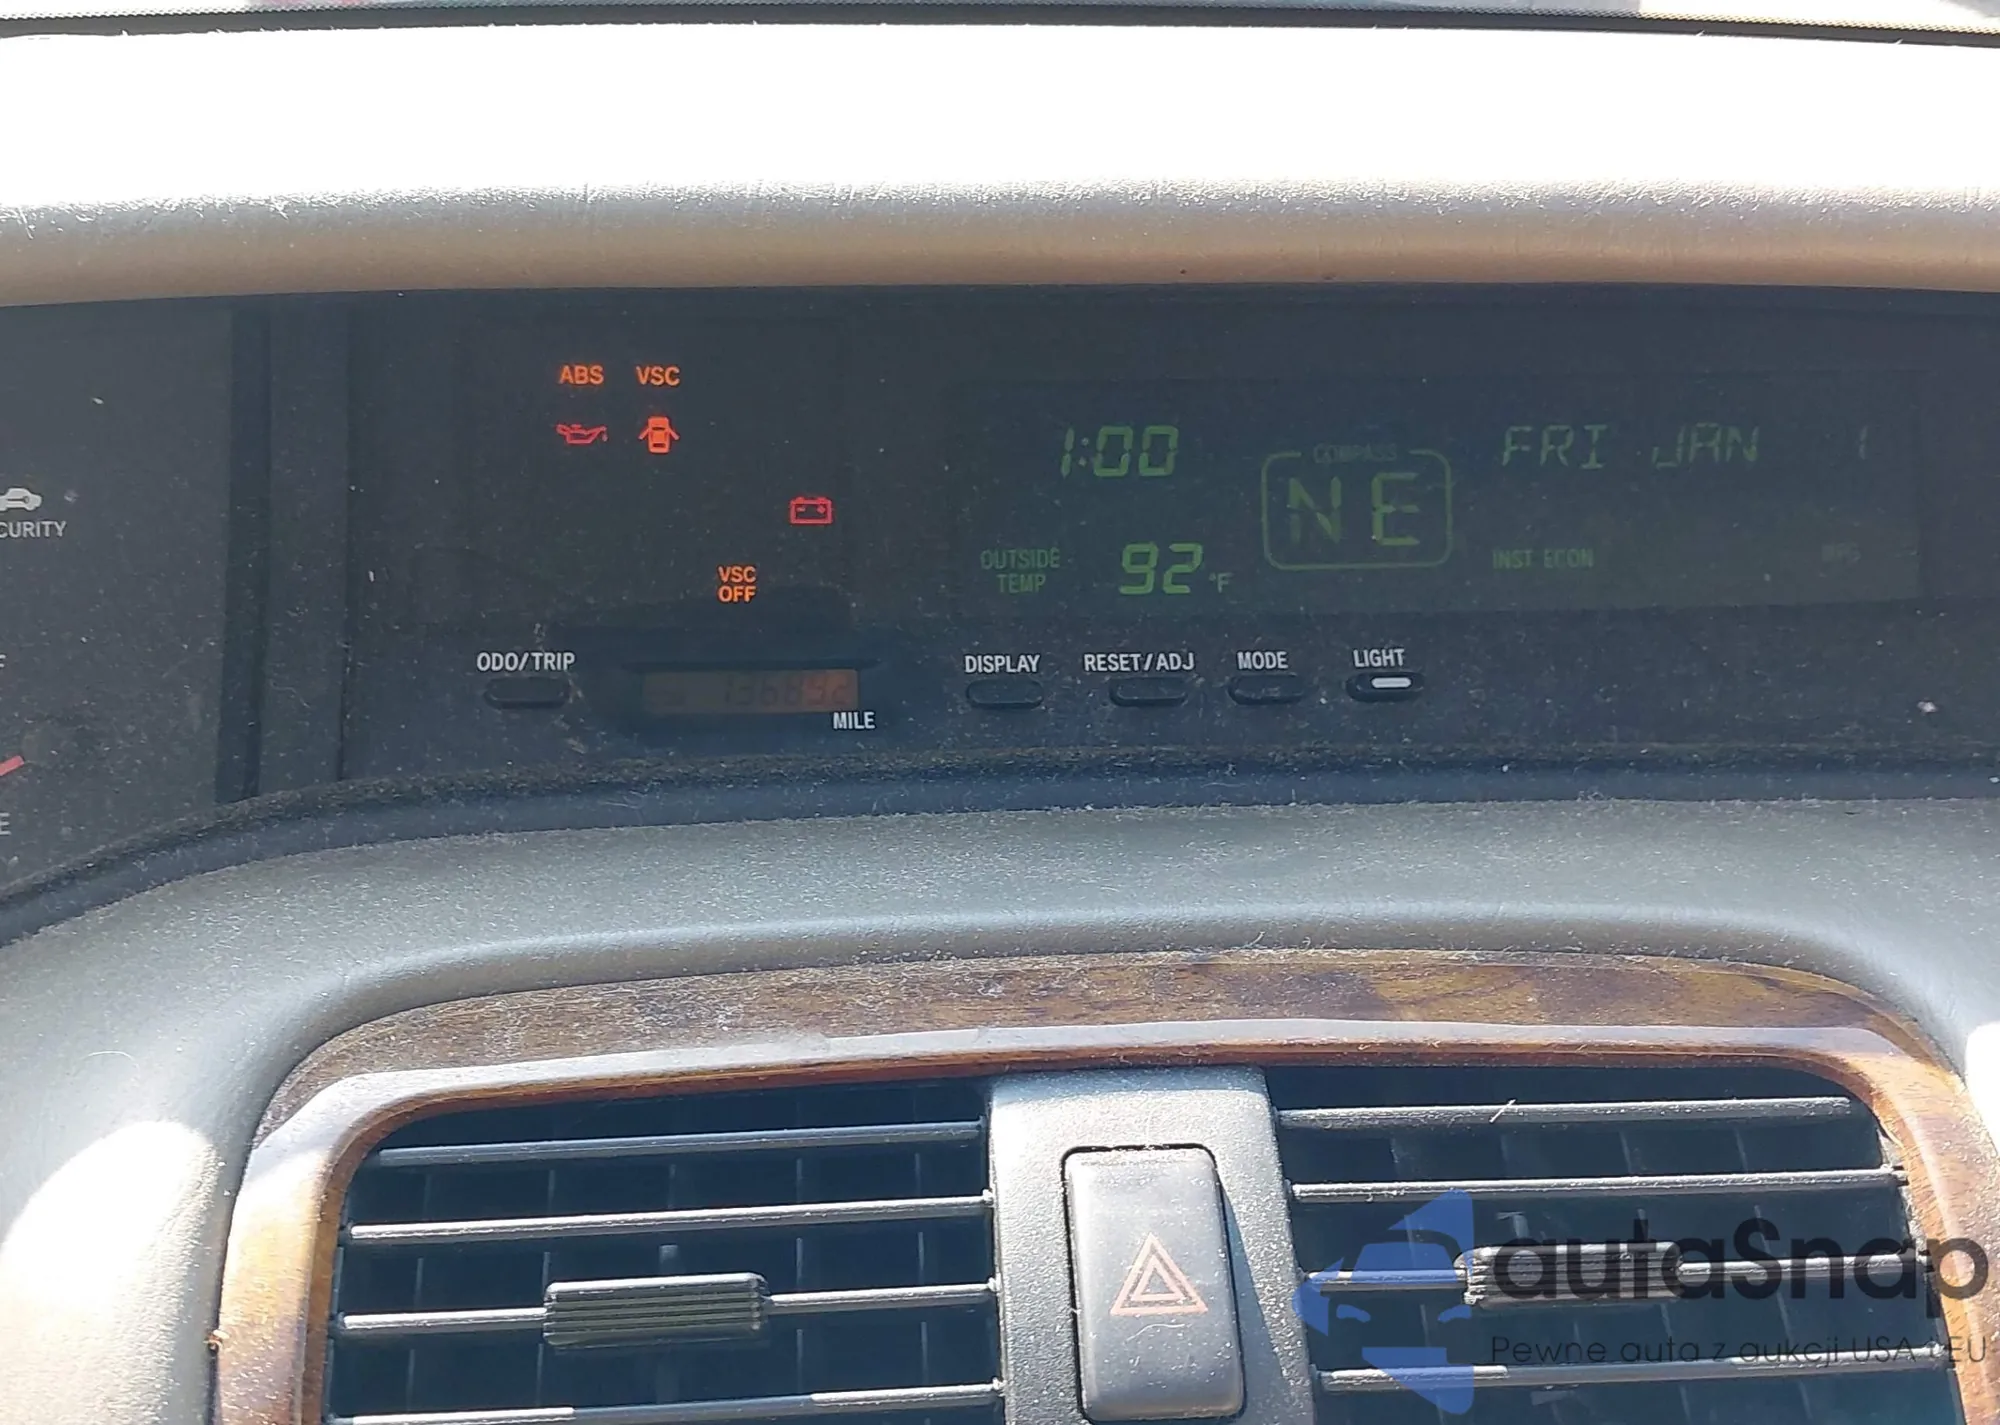 ABS VSC
1:00
COMPASS
FRI JAN 1
NE
CURITY
OUTSIDE
TEMP
92 °F
INST ECON
VSC
OFF
ODO/TRIP
MILE
DISPLAY
RESET/ADJ
MODE
LIGHT
F
E
autaSnap
Pewne auta z aukcji USA i EU